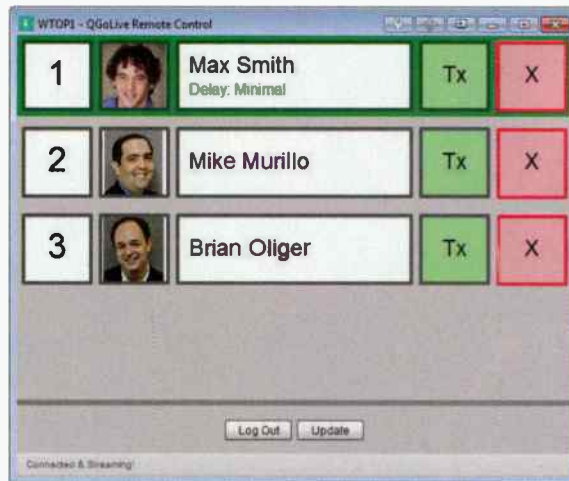 WTOP1 - QGoLive Remote Control
1 Max Smith Tx X
Delay: Minimal
2 Mike Murillo Tx X
3 Brian Oliger Tx X
Log Out Update
Connected & Streaming!